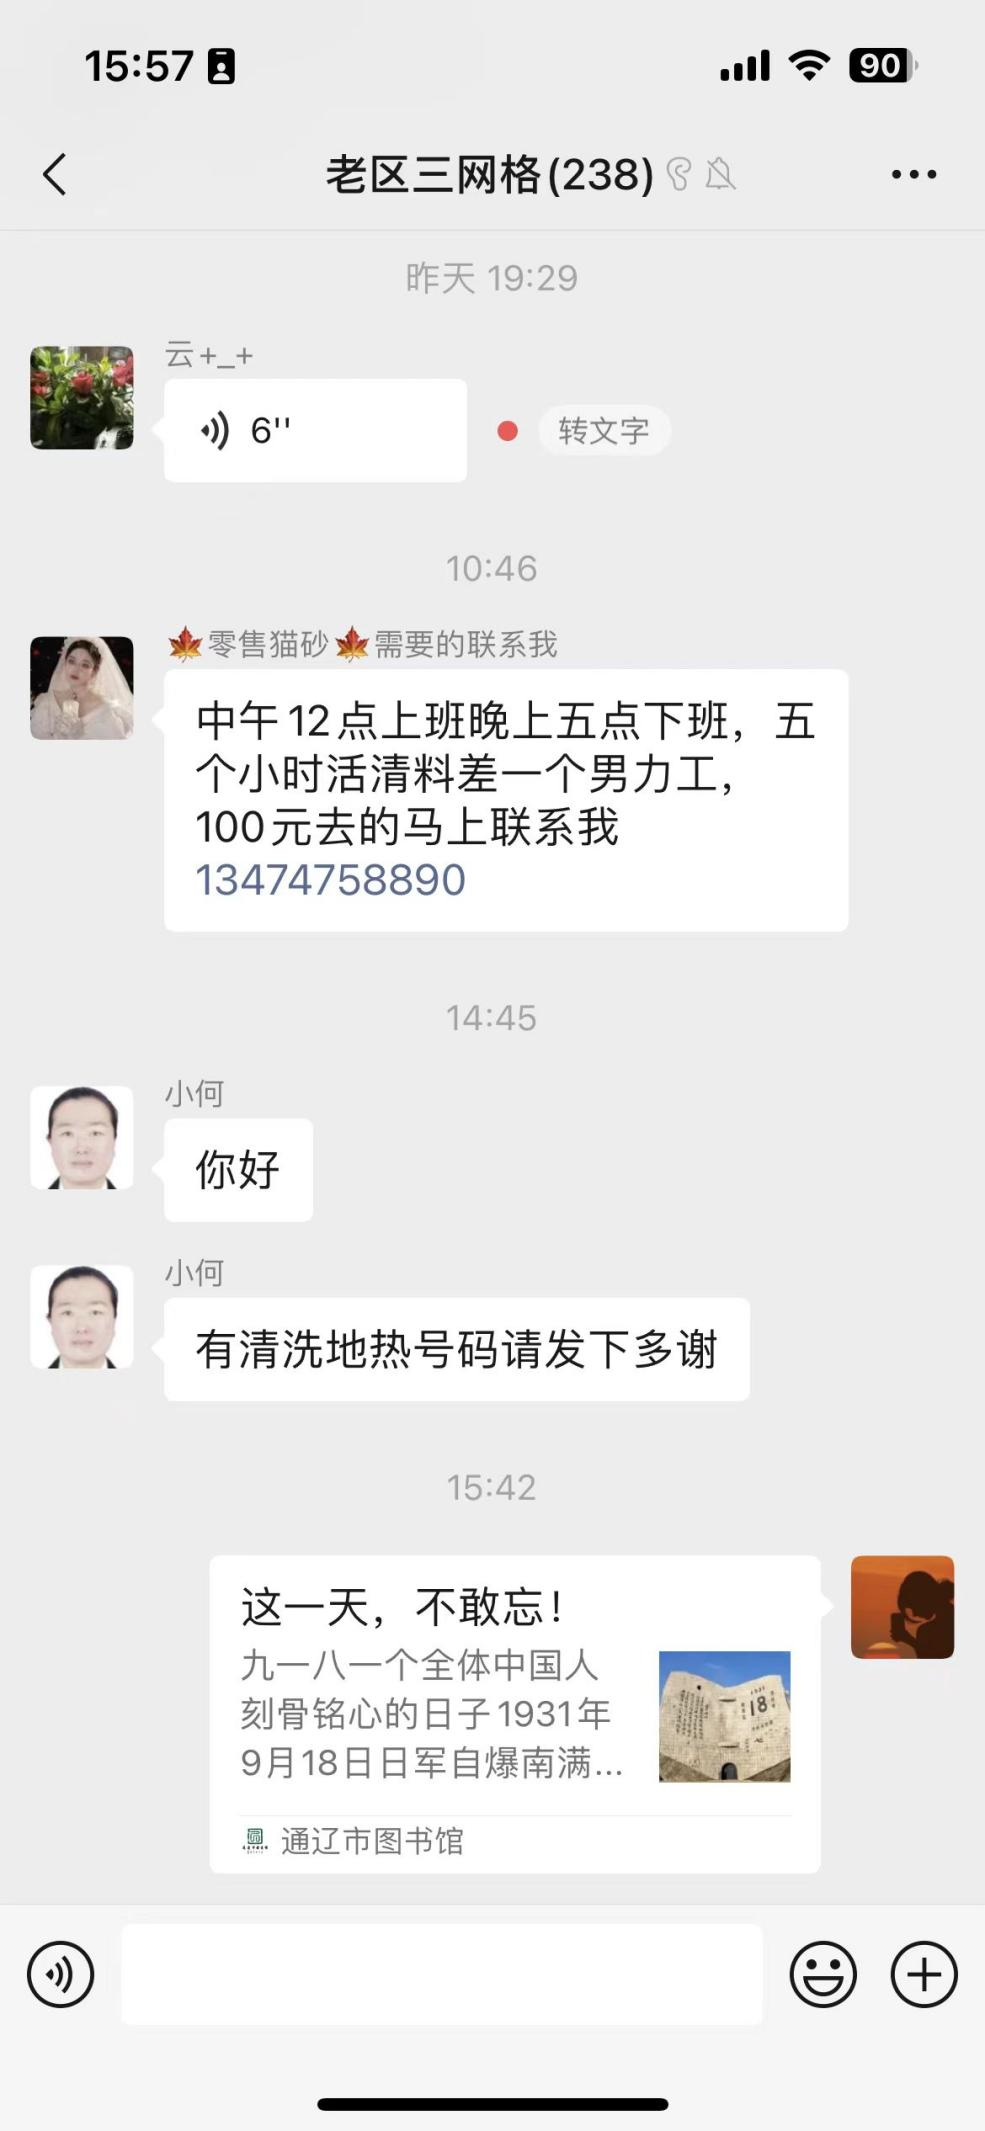 15:57
90
老区三网格(238)
昨天 19:29
云+_+
6''
转文字
10:46
🍁零售猫砂🍁需要的联系我
中午12点上班晚上五点下班，五
个小时活清料差一个男力工，
100元去的马上联系我
13474758890
14:45
小何
你好
小何
有清洗地热号码请发下多谢
15:42
这一天，不敢忘！
九一八一个全体中国人
刻骨铭心的日子1931年
9月18日日军自爆南满...
18
通辽市图书馆